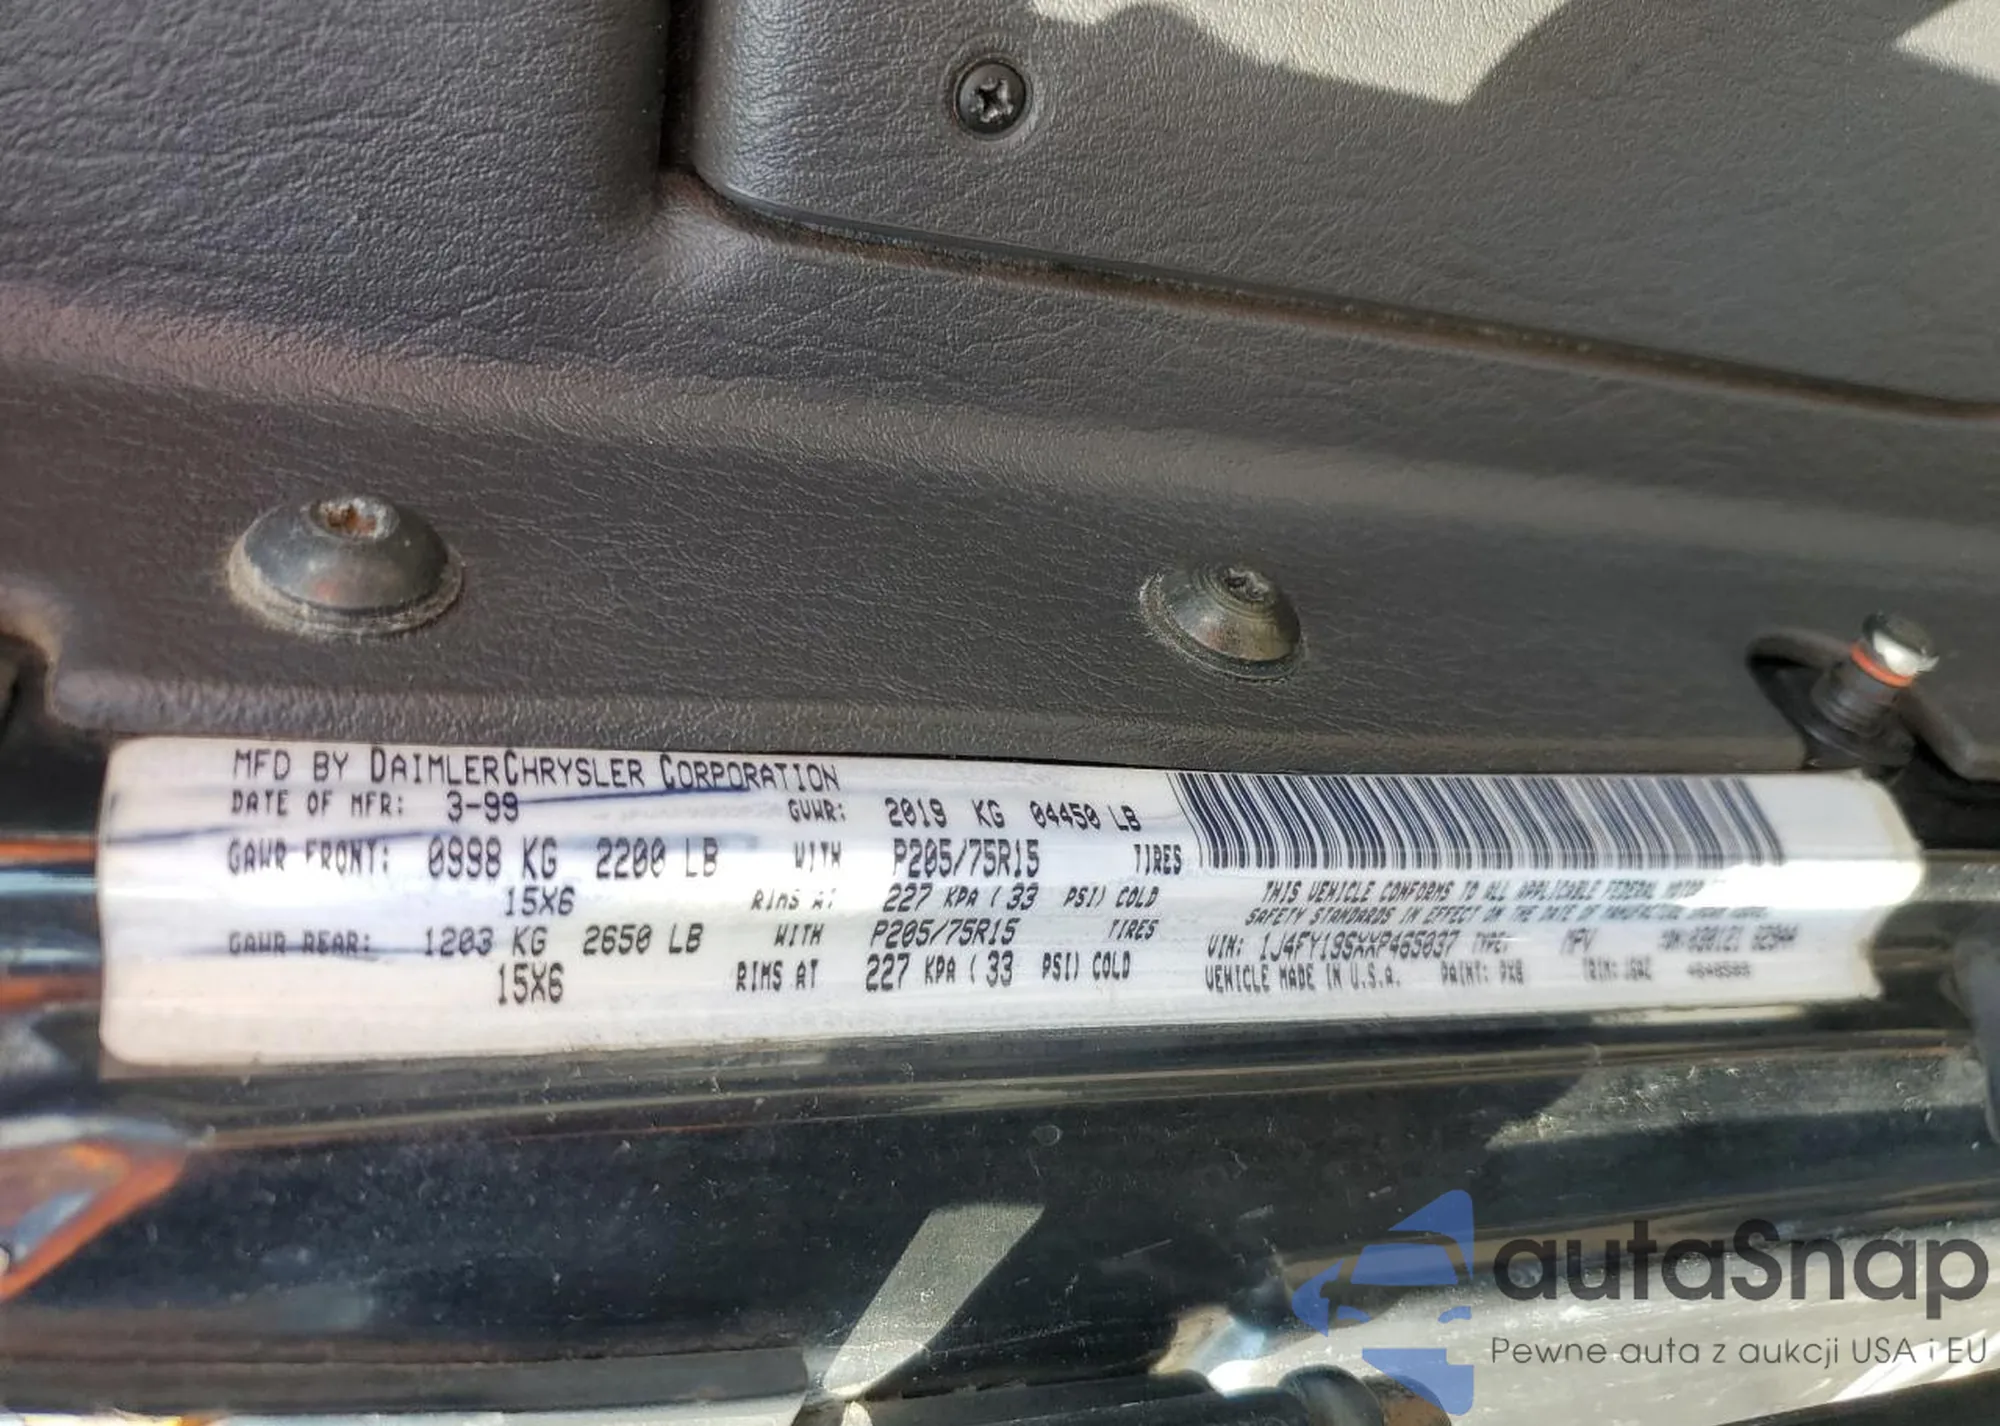 MFD BY DAIMLERCHRYSLER CORPORATION
DATE OF MFR: 3-99 GVWR: 2019 KG 04450 LB
GAWR FRONT: 0998 KG 2200 LB WITH P205/75R15 TIRES
15X6 RIMS AT 227 KPA (33 PSI) COLD
GAWR REAR: 1203 KG 2650 LB WITH P205/75R15 TIRES
15X6 RIMS AT 227 KPA (33 PSI) COLD
THIS VEHICLE CONFORMS TO ALL APPLICABLE FEDERAL MOTOR
SAFETY STANDARDS IN EFFECT ON THE DATE OF MANUFACTURE SHOWN ABOVE.
VIN: 1J4FY19SXXP465037 TYPE: MPV
VEHICLE MADE IN U.S.A. PAINT: PX8 TRIM:
autaSnap
Pewne auta z aukcji USA i EU